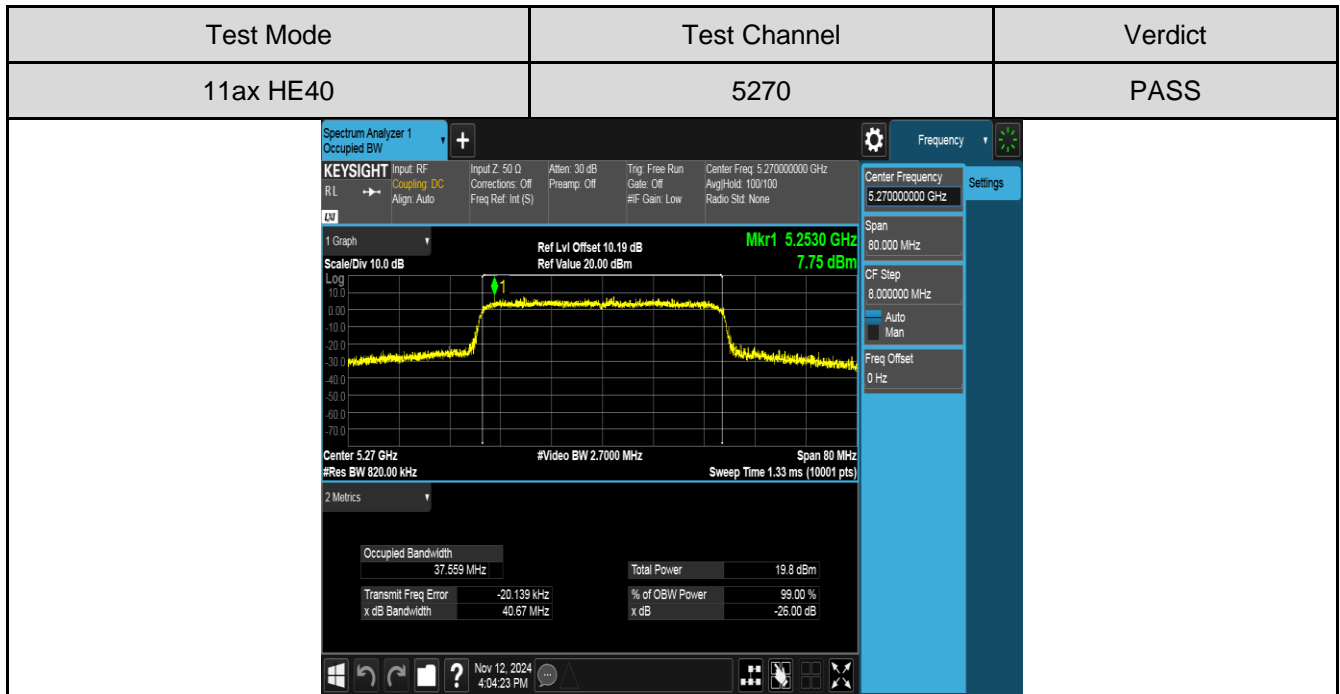 Test Mode Test Channel Verdict
11ax HE40 5270 PASS
Spectrum Analyzer 1
Occupied BW
+
Frequency
KEYSIGHT Input: RF Input Z: 50 Ω Atten: 30 dB Trig: Free Run Center Freq: 5.270000000 GHz
RL Coupling: DC Corrections: Off Preamp: Off Gate: Off Avg|Hold: 100/100
Align: Auto Freq Ref: Int (S) #IF Gain: Low Radio Std: None
LXI
Center Frequency
5.270000000 GHz
Settings
Span
80.000 MHz
CF Step
8.000000 MHz
Auto
Man
Freq Offset
0 Hz
1 Graph Ref Lvl Offset 10.19 dB Mkr1 5.2530 GHz
Scale/Div 10.0 dB Ref Value 20.00 dBm 7.75 dBm
Log
1
10.0
0.00
-10.0
-20.0
-30.0
-40.0
-50.0
-60.0
-70.0
Center 5.27 GHz #Video BW 2.7000 MHz Span 80 MHz
#Res BW 820.00 kHz Sweep Time 1.33 ms (10001 pts)
2 Metrics
Occupied Bandwidth
37.559 MHz Total Power 19.8 dBm
Transmit Freq Error -20.139 kHz % of OBW Power 99.00 %
x dB Bandwidth 40.67 MHz x dB -26.00 dB
? Nov 12, 2024
4:04:23 PM